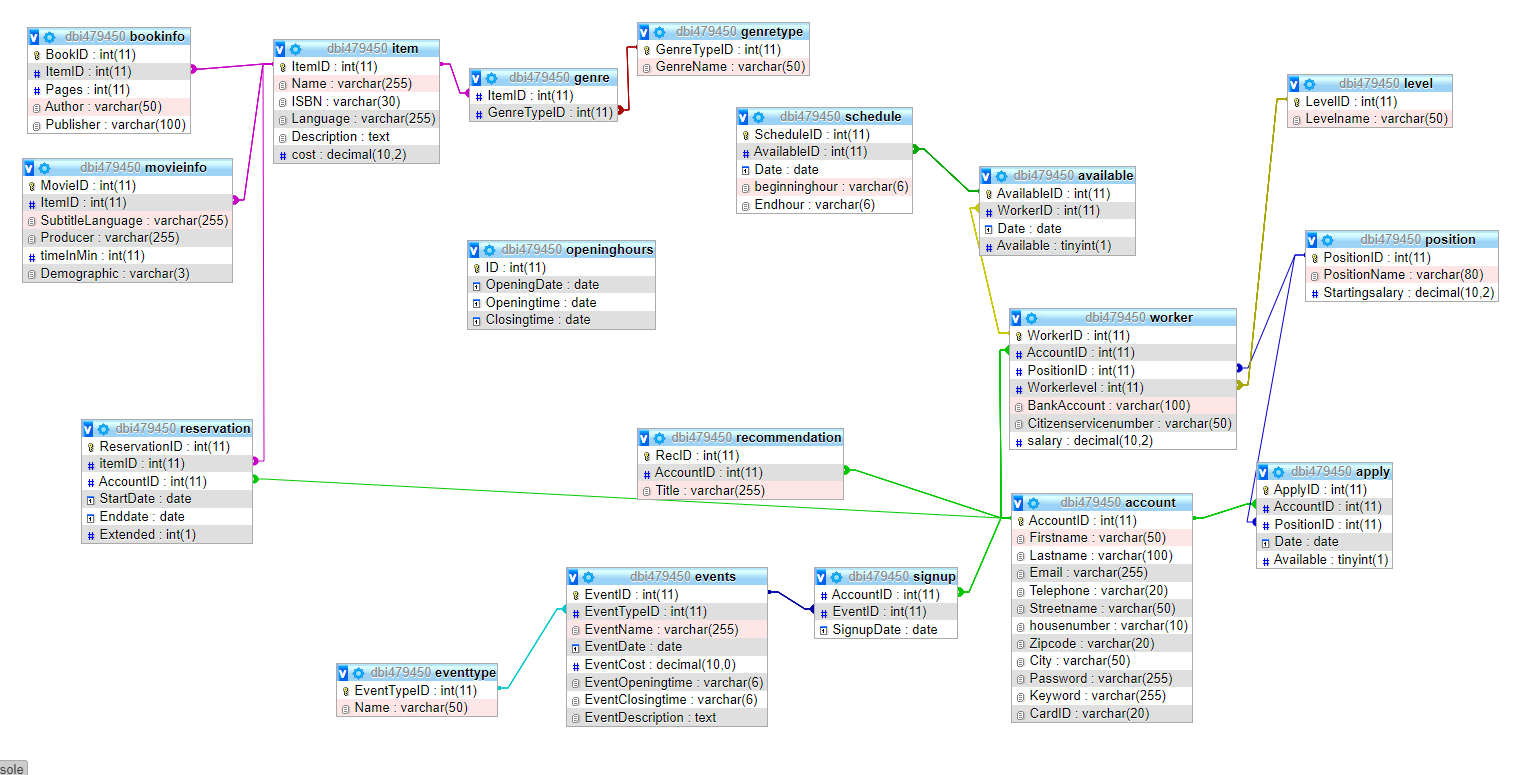 dbi479450 bookinfo
BookID : int(11)
ItemID : int(11)
Pages : int(11)
Author : varchar(50)
Publisher : varchar(100)
dbi479450 item
ItemID : int(11)
Name : varchar(255)
ISBN : varchar(30)
Language : varchar(255)
Description : text
cost : decimal(10,2)
dbi479450 genre
ItemID : int(11)
GenreTypeID : int(11)
dbi479450 genretype
GenreTypeID : int(11)
GenreName : varchar(50)
dbi479450 level
LevelID : int(11)
Levelname : varchar(50)
dbi479450 movieinfo
MovieID : int(11)
ItemID : int(11)
SubtitleLanguage : varchar(255)
Producer : varchar(255)
timeInMin : int(11)
Demographic : varchar(3)
dbi479450 schedule
ScheduleID : int(11)
AvailableID : int(11)
Date : date
beginninghour : varchar(6)
Endhour : varchar(6)
dbi479450 available
AvailableID : int(11)
WorkerID : int(11)
Date : date
Available : tinyint(1)
dbi479450 openinghours
ID : int(11)
OpeningDate : date
Openingtime : date
Closingtime : date
dbi479450 position
PositionID : int(11)
PositionName : varchar(80)
Startingsalary : decimal(10,2)
dbi479450 worker
WorkerID : int(11)
AccountID : int(11)
PositionID : int(11)
Workerlevel : int(11)
BankAccount : varchar(100)
Citizenservicenumber : varchar(50)
salary : decimal(10,2)
dbi479450 reservation
ReservationID : int(11)
itemID : int(11)
AccountID : int(11)
StartDate : date
Enddate : date
Extended : int(1)
dbi479450 recommendation
RecID : int(11)
AccountID : int(11)
Title : varchar(255)
dbi479450 apply
ApplyID : int(11)
AccountID : int(11)
PositionID : int(11)
Date : date
Available : tinyint(1)
dbi479450 account
AccountID : int(11)
Firstname : varchar(50)
Lastname : varchar(100)
Email : varchar(255)
Telephone : varchar(20)
Streetname : varchar(50)
housenumber : varchar(10)
Zipcode : varchar(20)
City : varchar(50)
Password : varchar(255)
Keyword : varchar(255)
CardID : varchar(20)
dbi479450 events
EventID : int(11)
EventTypeID : int(11)
EventName : varchar(255)
EventDate : date
EventCost : decimal(10,0)
EventOpeningtime : varchar(6)
EventClosingtime : varchar(6)
EventDescription : text
dbi479450 signup
AccountID : int(11)
EventID : int(11)
SignupDate : date
dbi479450 eventtype
EventTypeID : int(11)
Name : varchar(50)
sole